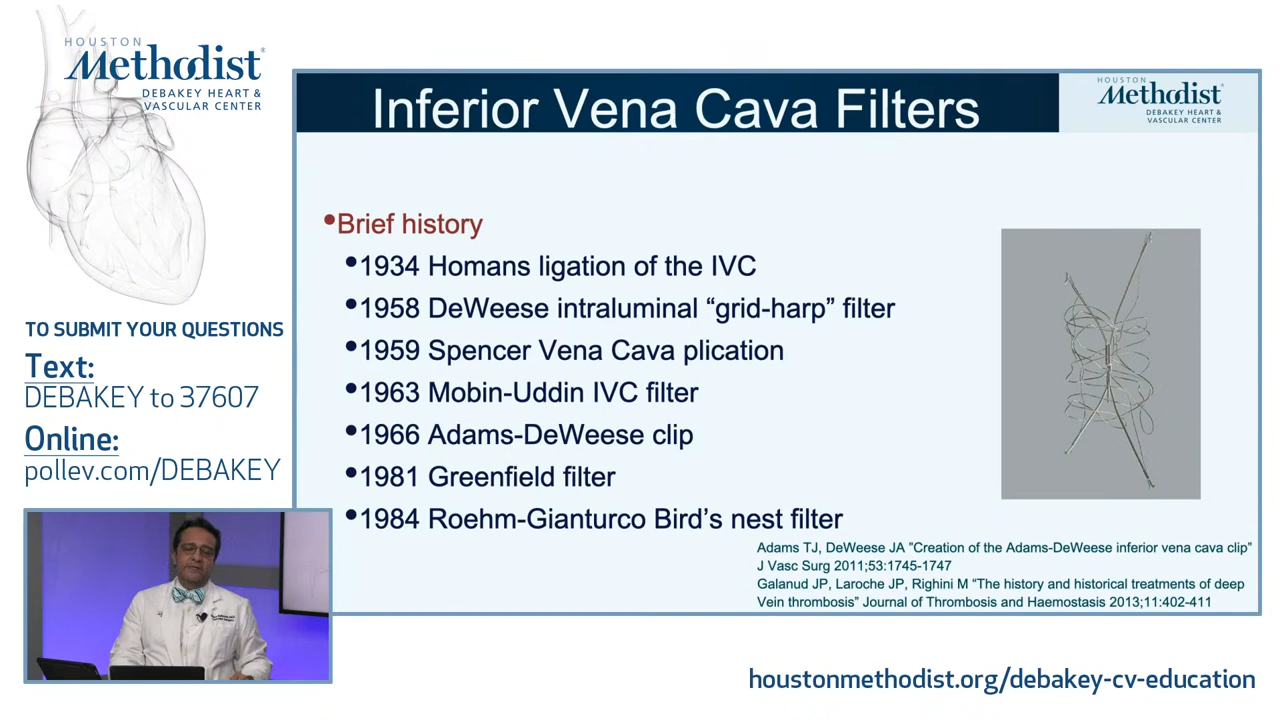 HOUSTON
Methodist®
DEBAKEY HEART &
VASCULAR CENTER
TO SUBMIT YOUR QUESTIONS
Text:
DEBAKEY to 37607
Online:
pollev.com/DEBAKEY
Inferior Vena Cava Filters
HOUSTON
Methodist
DEBAKEY HEART &
VASCULAR CENTER
•Brief history
•1934 Homans ligation of the IVC
•1958 DeWeese intraluminal “grid-harp” filter
•1959 Spencer Vena Cava plication
•1963 Mobin-Uddin IVC filter
•1966 Adams-DeWeese clip
•1981 Greenfield filter
•1984 Roehm-Gianturco Bird’s nest filter
Adams TJ, DeWeese JA ”Creation of the Adams-DeWeese inferior vena cava clip”
J Vasc Surg 2011;53:1745-1747
Galanud JP, Laroche JP, Righini M “The history and historical treatments of deep
Vein thrombosis” Journal of Thrombosis and Haemostasis 2013;11:402-411
houstonmethodist.org/debakey-cv-education